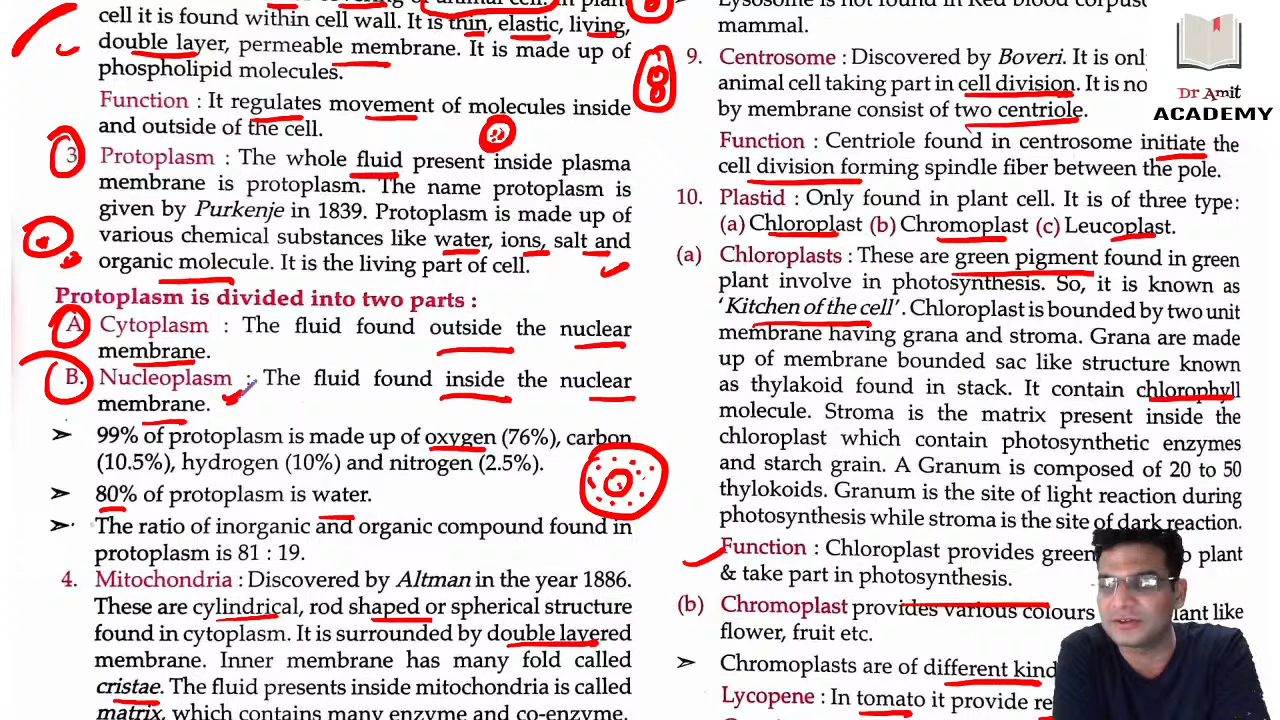 cell it is found within cell wall. It is thin, elastic, living,
double layer, permeable membrane. It is made up of
phospholipid molecules.
Function : It regulates movement of molecules inside
and outside of the cell.
3. Protoplasm : The whole fluid present inside plasma
membrane is protoplasm. The name protoplasm is
given by Purkenje in 1839. Protoplasm is made up of
various chemical substances like water, ions, salt and
organic molecule. It is the living part of cell.
Protoplasm is divided into two parts :
A. Cytoplasm : The fluid found outside the nuclear
membrane.
B. Nucleoplasm : The fluid found inside the nuclear
membrane.
➤ 99% of protoplasm is made up of oxygen (76%), carbon
(10.5%), hydrogen (10%) and nitrogen (2.5%).
➤ 80% of protoplasm is water.
➤ The ratio of inorganic and organic compound found in
protoplasm is 81 : 19.
4. Mitochondria : Discovered by Altman in the year 1886.
These are cylindrical, rod shaped or spherical structure
found in cytoplasm. It is surrounded by double layered
membrane. Inner membrane has many fold called
cristae. The fluid presents inside mitochondria is called
matrix, which contains many enzyme and co-enzyme.
Lysosome is not found in Red blood
mammal.
9. Centrosome : Discovered by Boveri. It is
animal cell taking part in cell division. It is
by membrane consist of two centriole.
Function : Centriole found in centrosome initiate the
cell division forming spindle fiber between the pole.
10. Plastid : Only found in plant cell. It is of three type:
(a) Chloroplast (b) Chromoplast (c) Leucoplast.
(a) Chloroplasts : These are green pigment found in green
plant involve in photosynthesis. So, it is known as
‘Kitchen of the cell’. Chloroplast is bounded by two unit
membrane having grana and stroma. Grana are made
up of membrane bounded sac like structure known
as thylakoid found in stack. It contain chlorophyll
molecule. Stroma is the matrix present inside the
chloroplast which contain photosynthetic enzymes
and starch grain. A Granum is composed of 20 to 50
thylokoids. Granum is the site of light reaction during
photosynthesis while stroma is the site of dark reaction.
Function : Chloroplast provides green plant
& take part in photosynthesis.
(b) Chromoplast provides various colours plant like
flower, fruit etc.
➤ Chromoplasts are of different kind
Lycopene : In tomato it provide
Dr Amit
ACADEMY